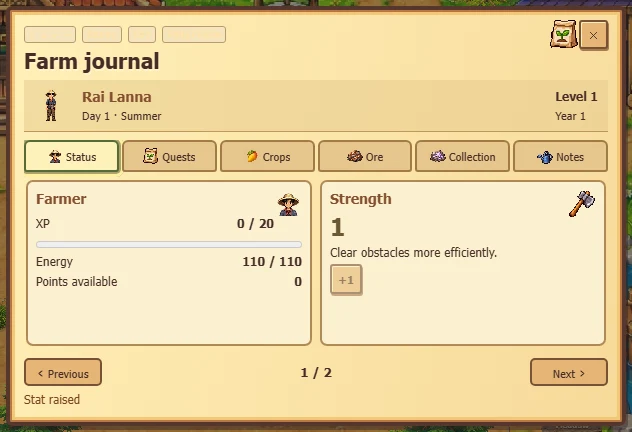 ×
Farm journal
Rai Lanna
Level 1
Day 1 · Summer
Year 1
Status
Quests
Crops
Ore
Collection
Notes
Farmer
XP
0 / 20
Energy
110 / 110
Points available
0
Strength
1
Clear obstacles more efficiently.
+1
‹ Previous
1 / 2
Next ›
Stat raised